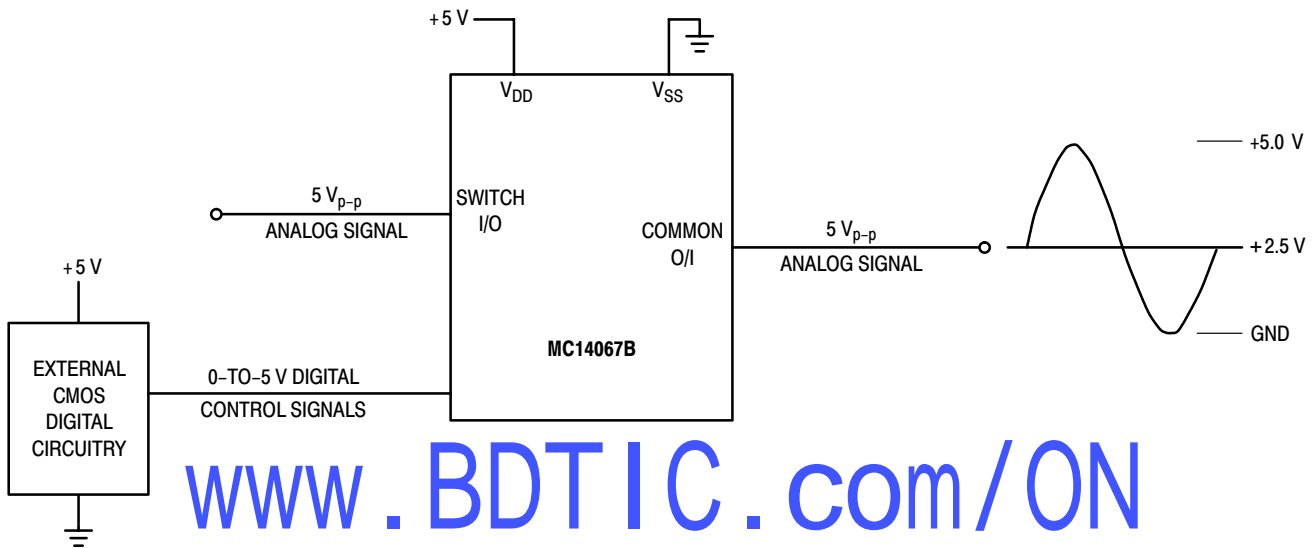 +5 V
VDD
VSS
+5.0 V
5 Vp–p
ANALOG SIGNAL
SWITCH
I/O
COMMON
O/I
5 Vp–p
ANALOG SIGNAL
+2.5 V
+5 V
GND
MC14067B
EXTERNAL
CMOS
DIGITAL
CIRCUITRY
0–TO–5 V DIGITAL
CONTROL SIGNALS
www.BDTIC.com/ON